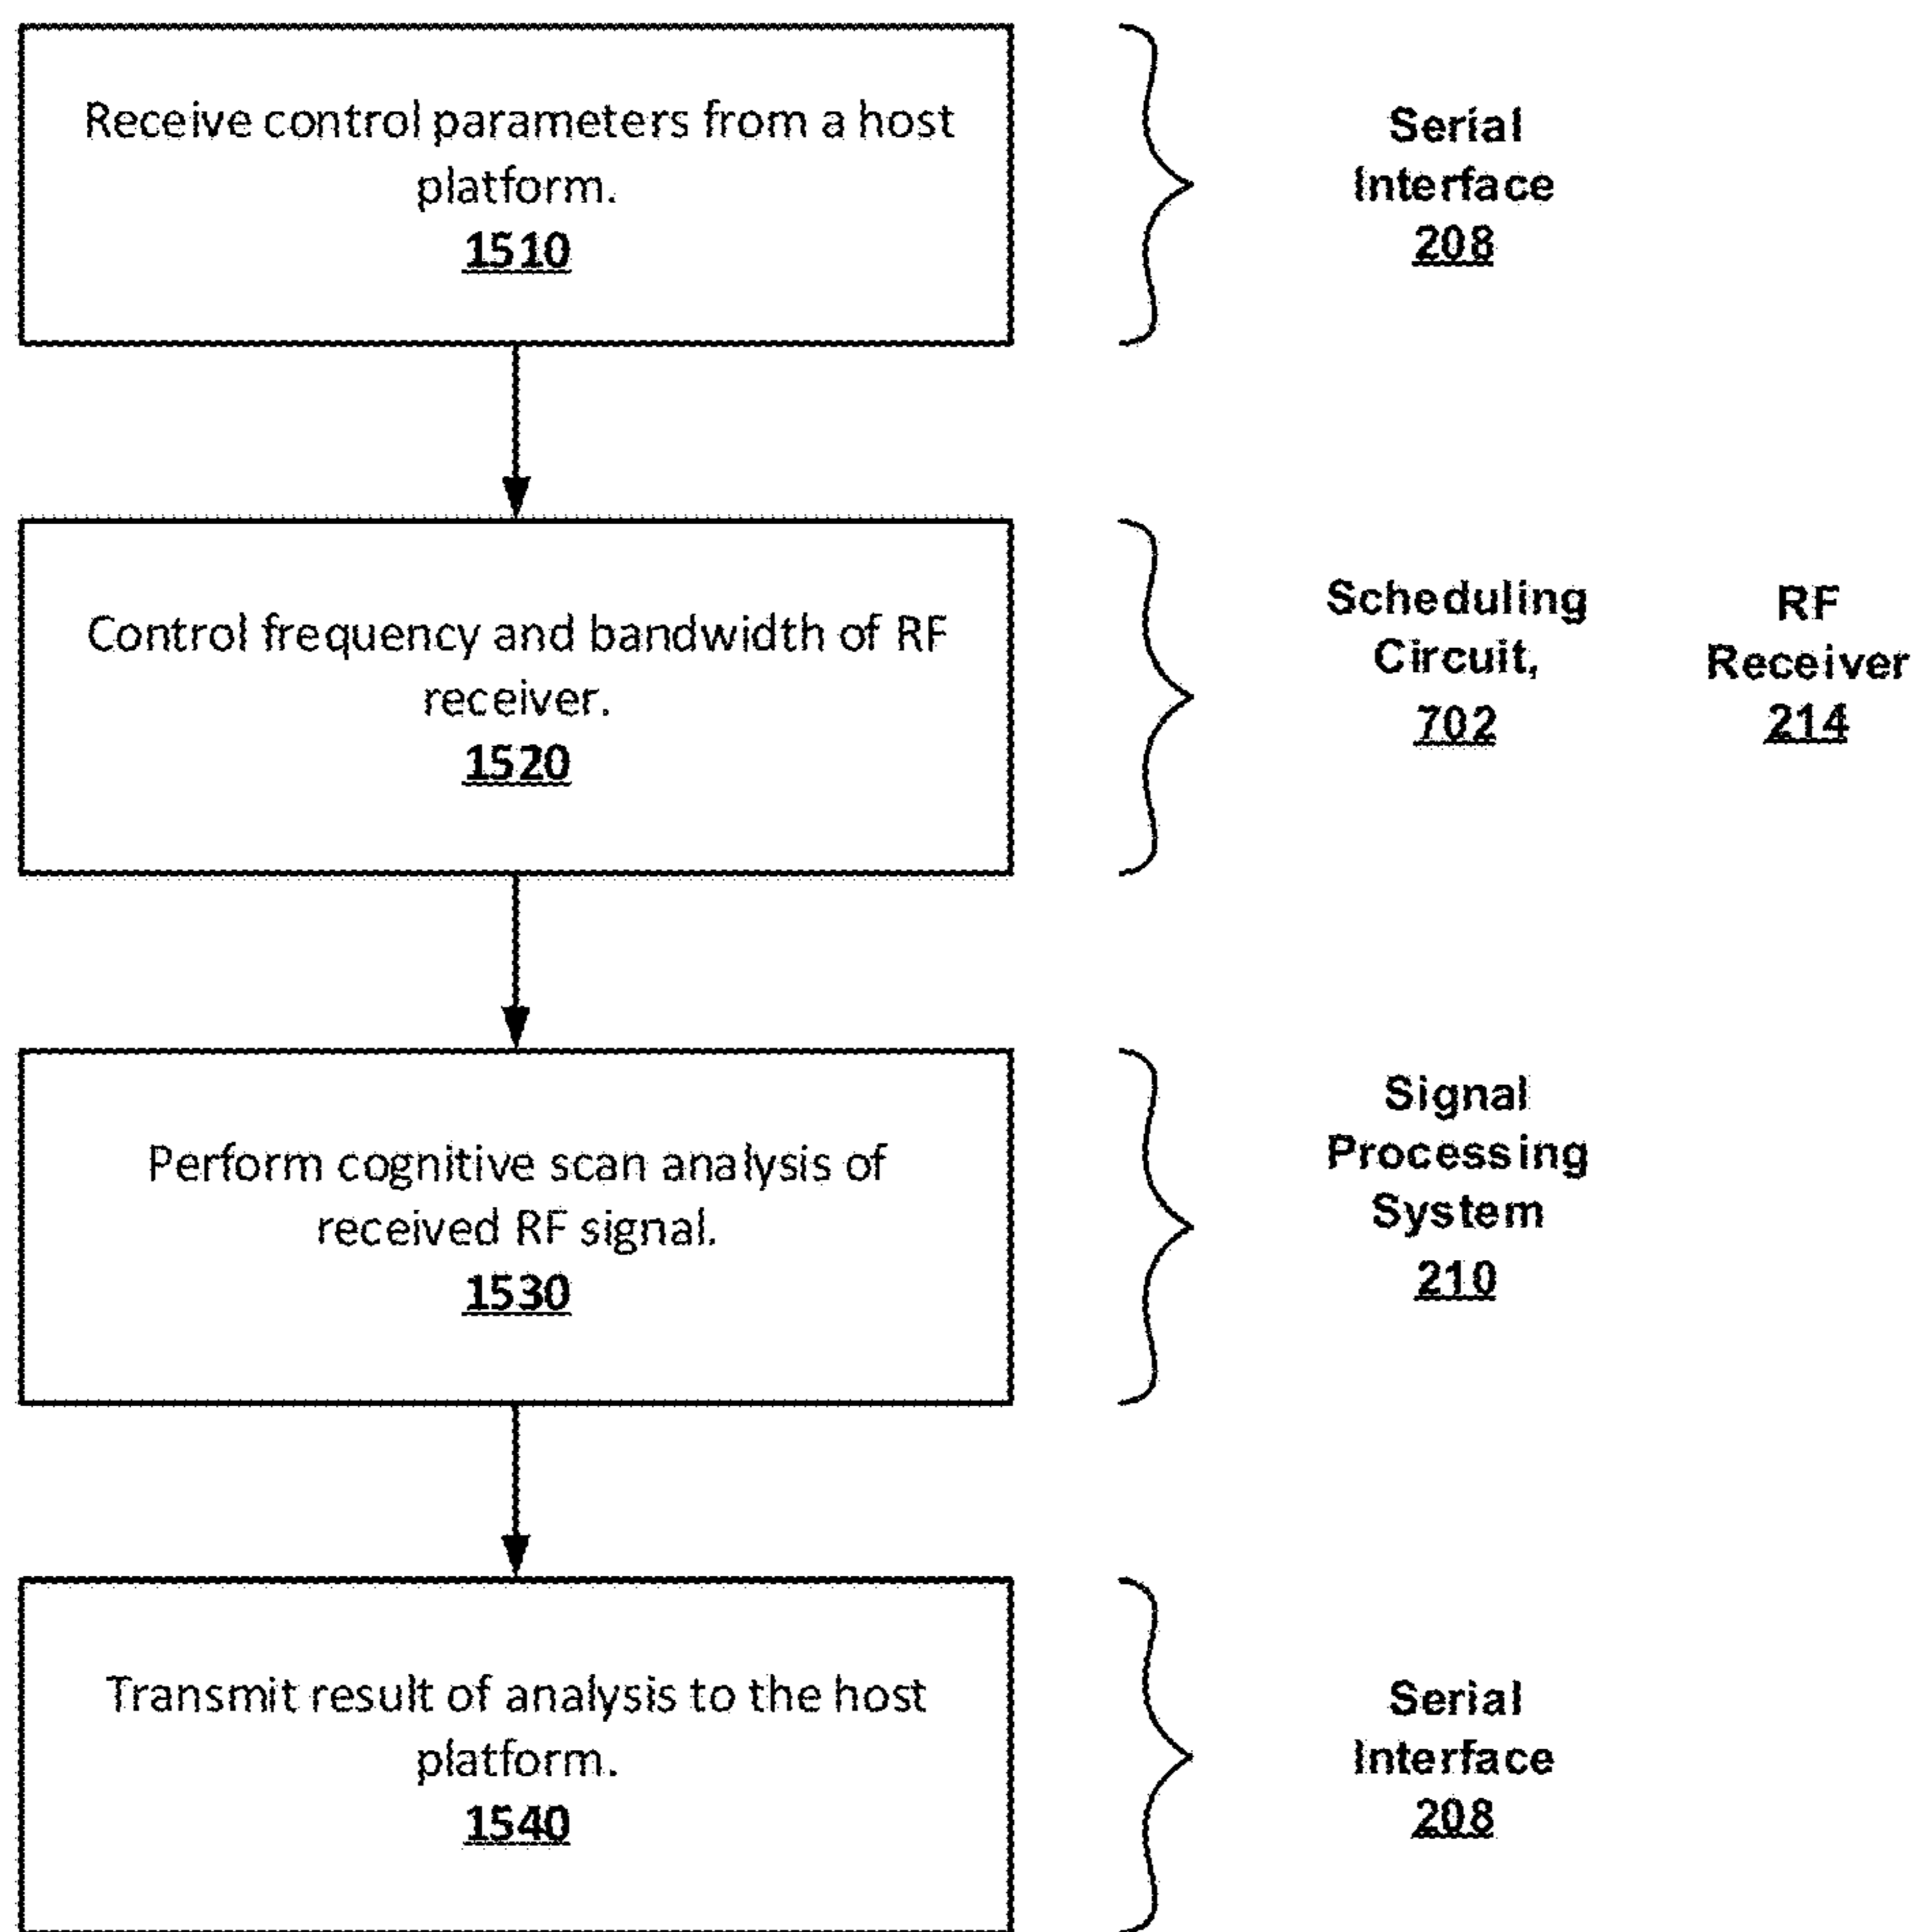 Receive control parameters from a host
platform.
1510
Serial
Interface
208
Control frequency and bandwidth of RF
receiver.
1520
Scheduling
Circuit,
702
RF
Receiver
214
Perform cognitive scan analysis of
received RF signal.
1530
Signal
Processing
System
210
Transmit result of analysis to the host
platform.
1540
Serial
Interface
208